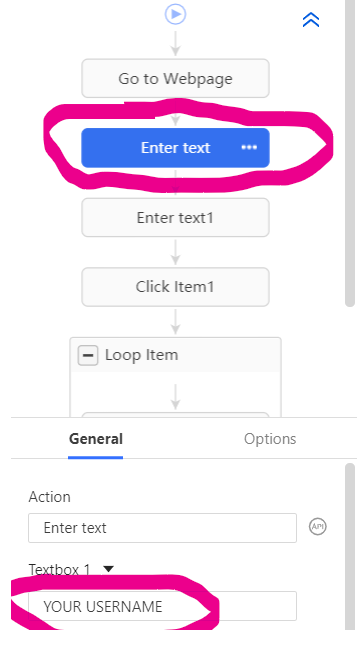 Go to Webpage
Enter text
Enter text1
Click Item1
Loop Item
General Options
Action
Enter text
API
Textbox 1
YOUR USERNAME